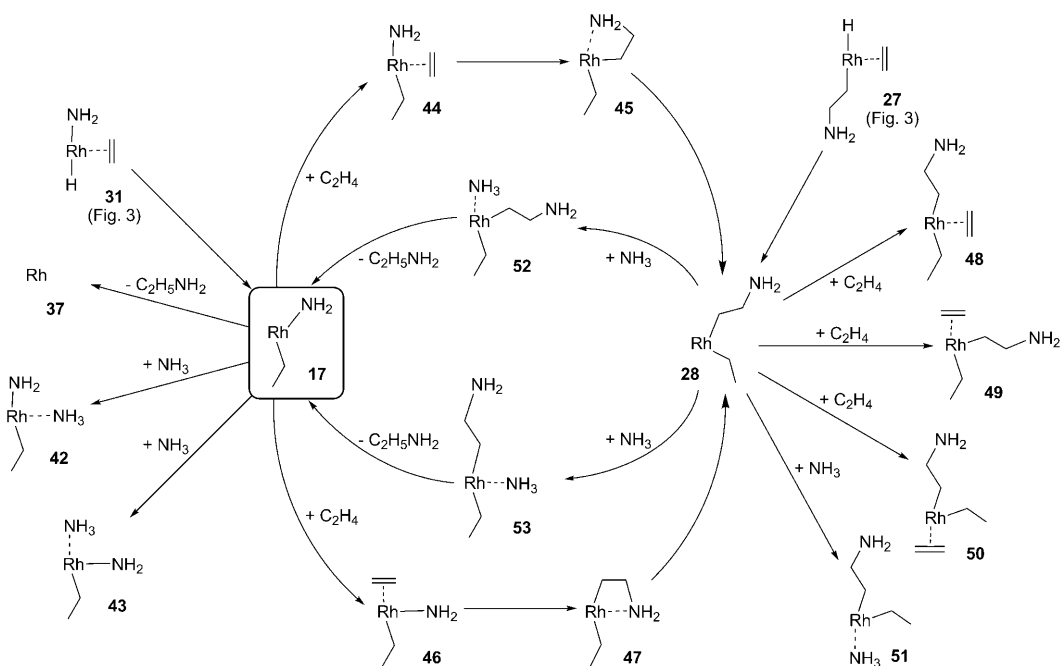 NH2
Rh
44
NH2
Rh
45
H
Rh
NH2
27
(Fig. 3)
NH2
Rh
H
31
(Fig. 3)
+ C2H4
NH3
Rh
NH2
52
- C2H5NH2
+ NH3
NH2
Rh
48
+ C2H4
Rh
37
- C2H5NH2
NH2
Rh
17
NH2
Rh
28
+ C2H4
Rh
NH2
49
+ NH3
NH2
Rh
NH3
42
+ NH3
- C2H5NH2
NH2
Rh
NH3
53
+ NH3
+ C2H4
NH2
Rh
50
NH3
Rh
NH2
43
+ C2H4
Rh
NH2
46
Rh
NH2
47
+ NH3
NH2
Rh
NH3
51